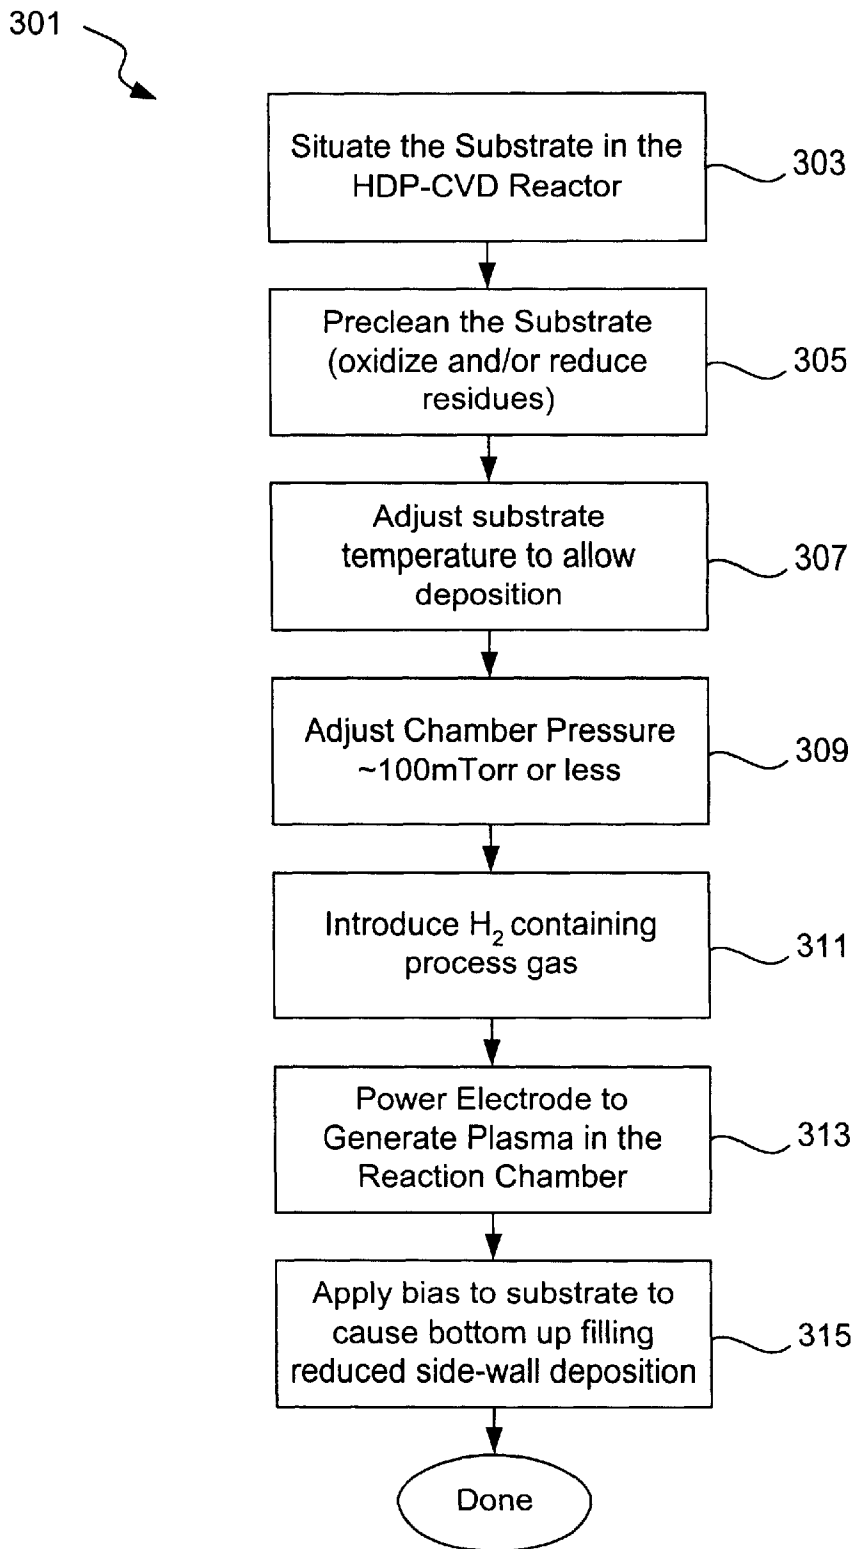 301
Situate the Substrate in the
HDP-CVD Reactor
303
Preclean the Substrate
(oxidize and/or reduce
residues)
305
Adjust substrate
temperature to allow
deposition
307
Adjust Chamber Pressure
~100mTorr or less
309
Introduce H₂ containing
process gas
311
Power Electrode to
Generate Plasma in the
Reaction Chamber
313
Apply bias to substrate to
cause bottom up filling
reduced side-wall deposition
315
Done